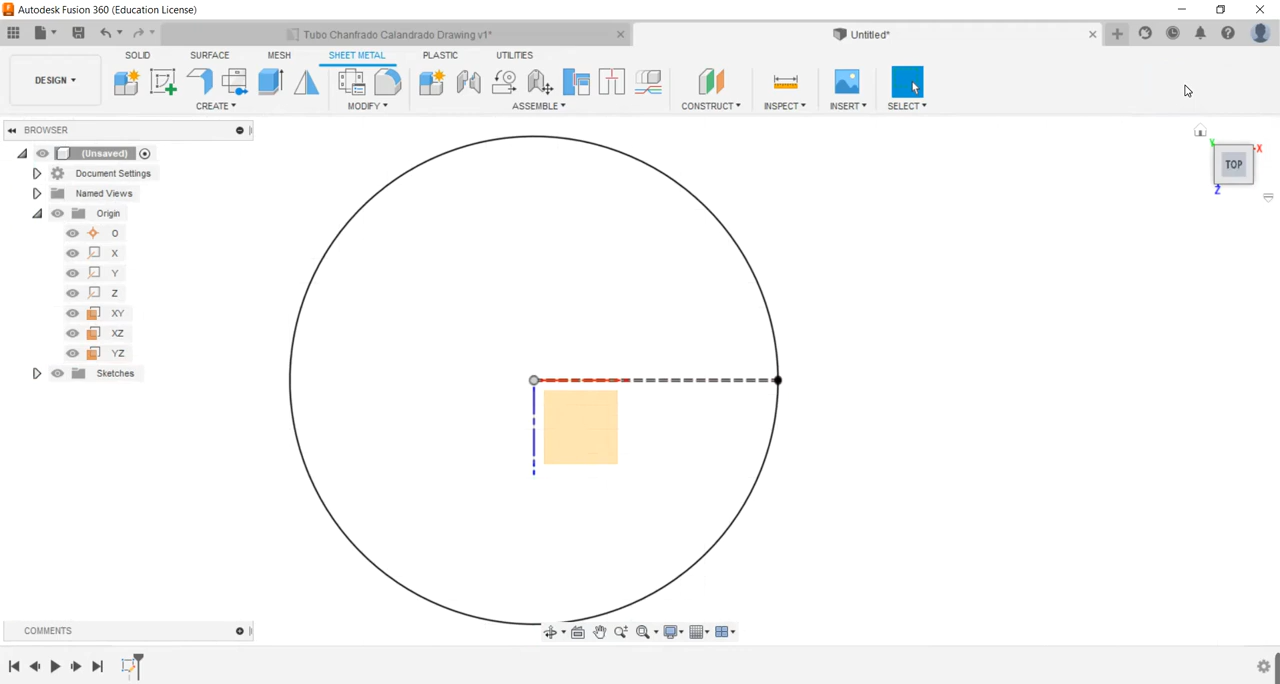 Autodesk Fusion 360 (Education License)
Tubo Chanfrado Calandrado Drawing v1*
Untitled*
SOLID SURFACE MESH SHEET METAL PLASTIC UTILITIES
DESIGN
CREATE MODIFY ASSEMBLE CONSTRUCT INSPECT INSERT SELECT
BROWSER
(Unsaved)
Document Settings
Named Views
Origin
O
X
Y
Z
XY
XZ
YZ
Sketches
Y X
TOP
Z
COMMENTS